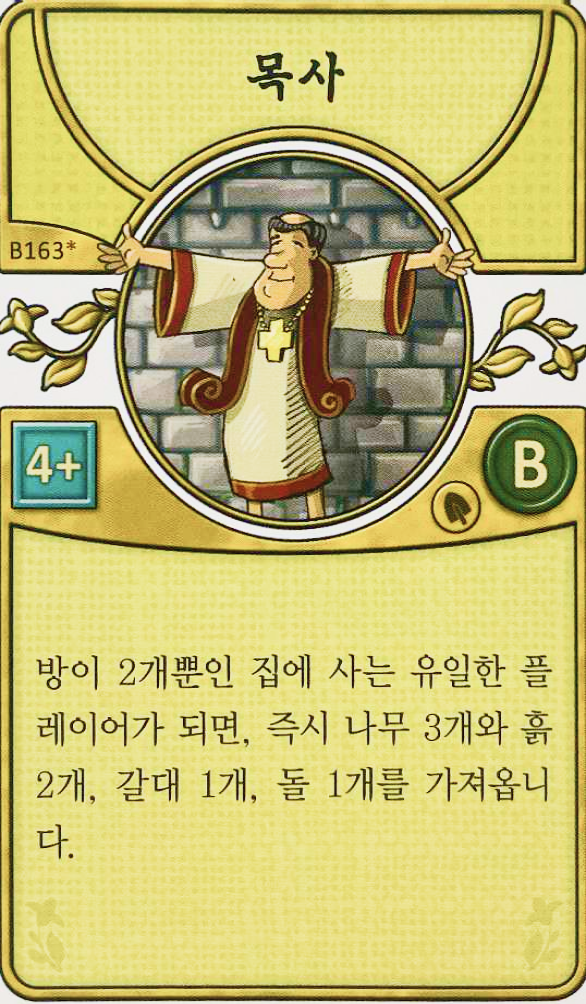 목사
B163*
4+
B
방이 2개뿐인 집에 사는 유일한 플
레이어가 되면, 즉시 나무 3개와 흙
2개, 갈대 1개, 돌 1개를 가져옵니
다.